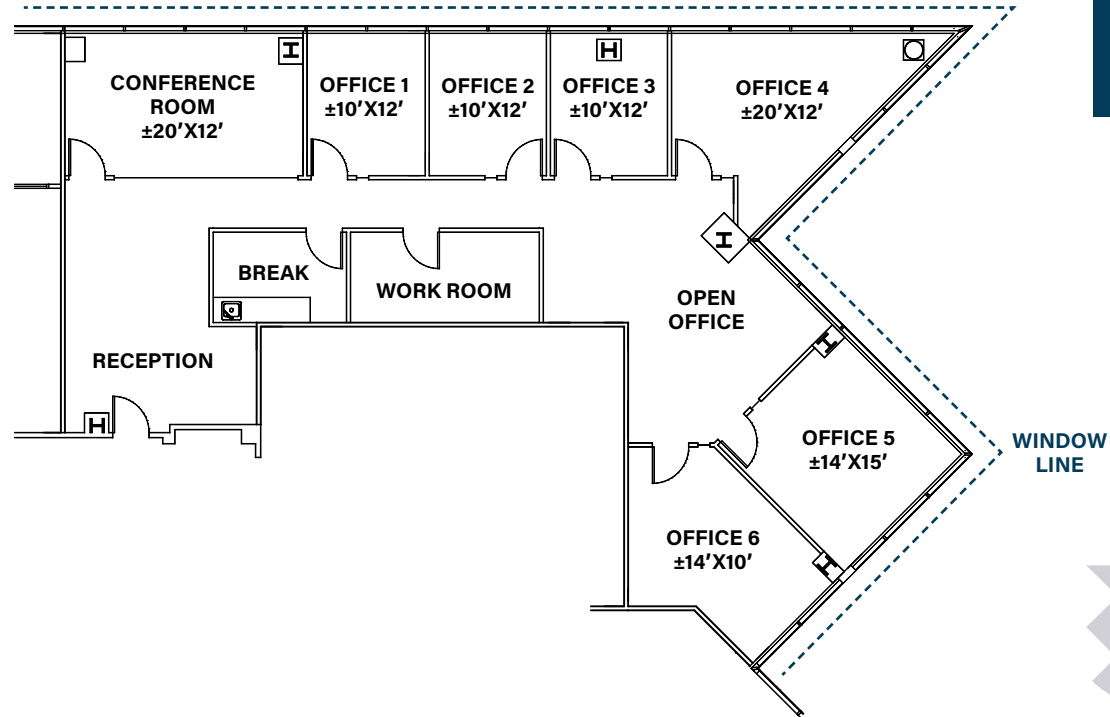 CONFERENCE
ROOM
±20'X12'
OFFICE 1
±10'X12'
OFFICE 2
±10'X12'
OFFICE 3
±10'X12'
OFFICE 4
±20'X12'
BREAK
WORK ROOM
OPEN
OFFICE
RECEPTION
OFFICE 5
±14'X15'
WINDOW
LINE
OFFICE 6
±14'X10'